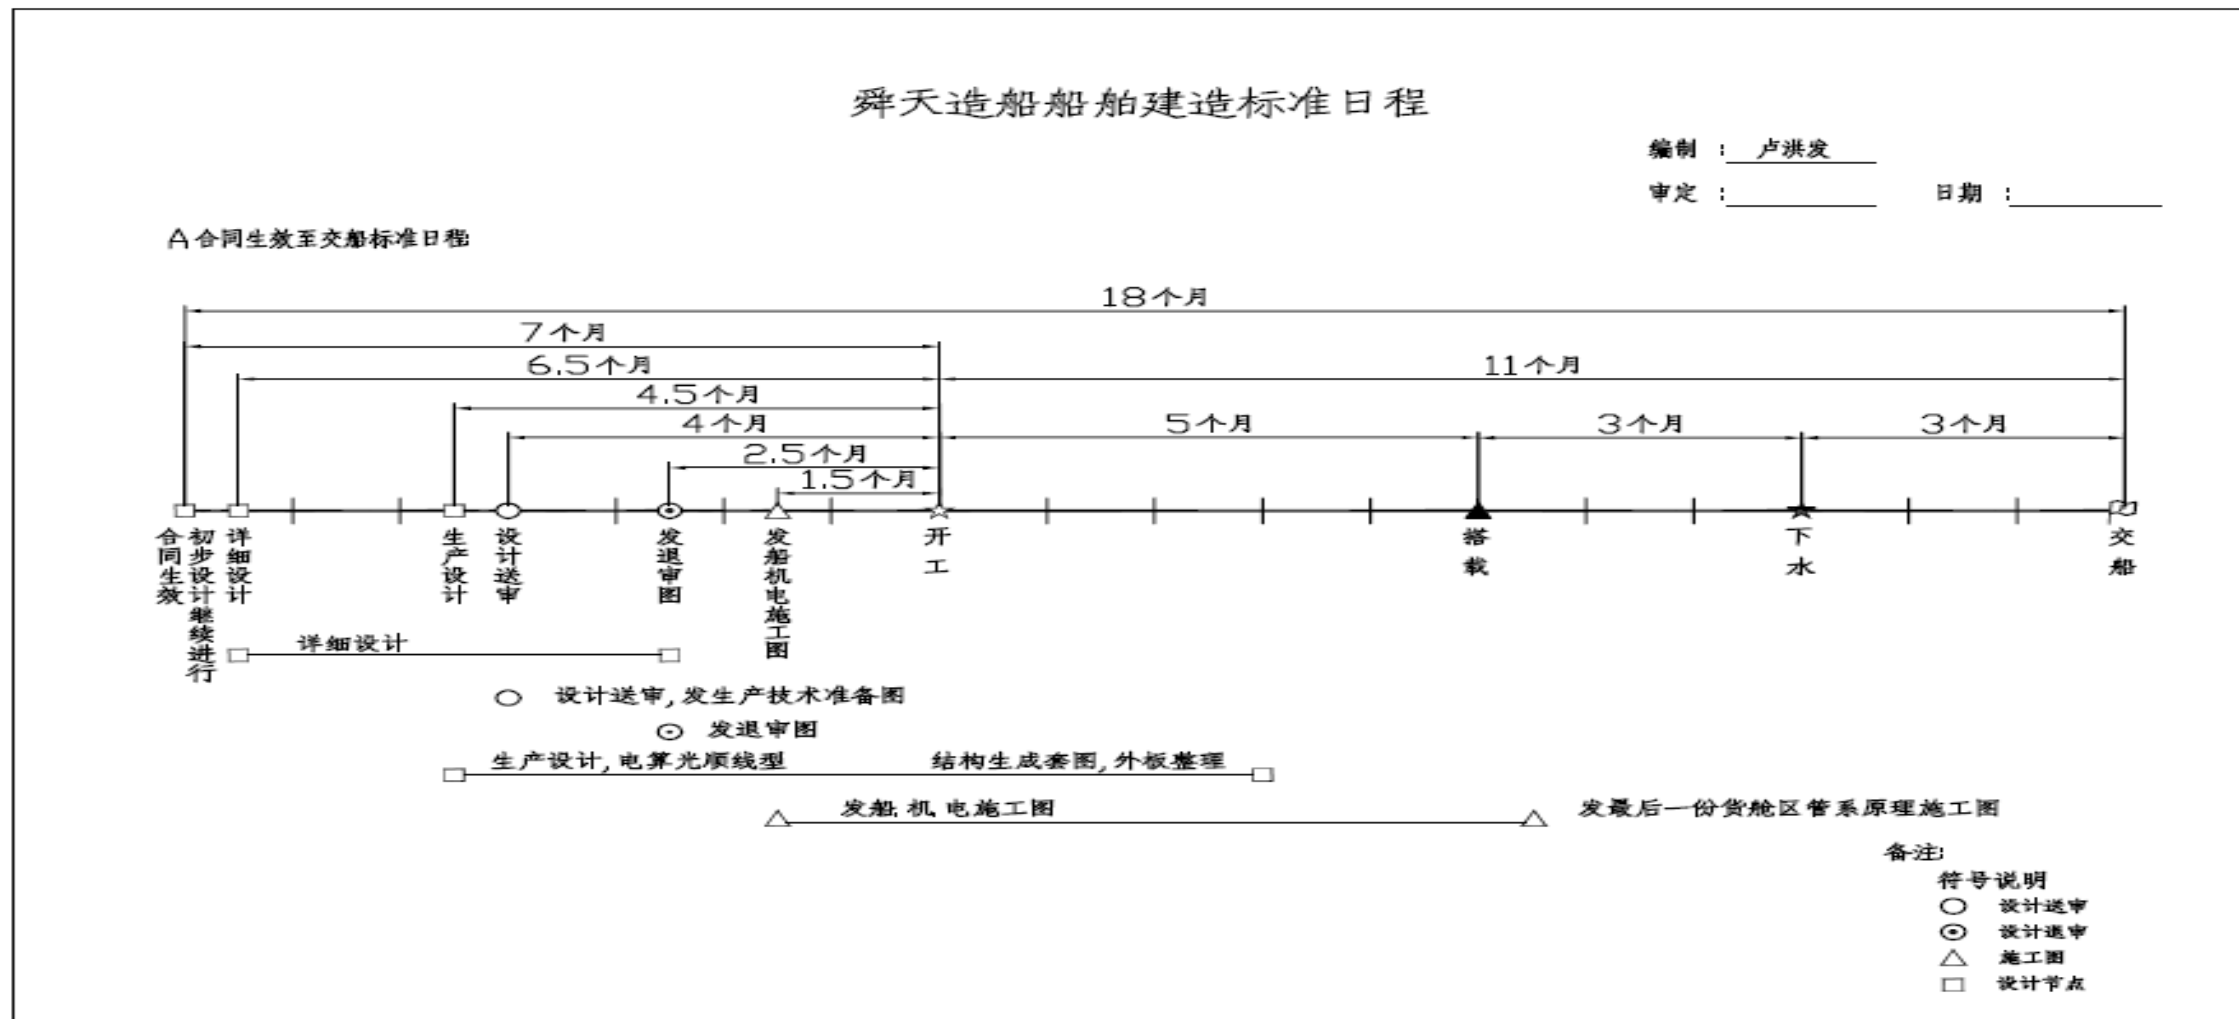 舜天造船船舶建造标准日程
编制 : 卢洪发
审定 : 日期 :
A 合同生效至交船标准日程:
18个月
7个月
6.5个月 11个月
4.5个月
4个月 5个月 3个月 3个月
2.5个月
1.5个月
合同生效
初步设计继续进行
详细设计
生产设计
设计送审
发退审图
发船机电施工图
开工
搭载
下水
交船
详细设计
设计送审,发生产技术准备图
发退审图
生产设计,电算光顺线型 结构生成套图,外板整理
发船,机,电施工图 发最后一份货舱区管系原理施工图
备注:
符号说明
设计送审
设计退审
施工图
设计节点